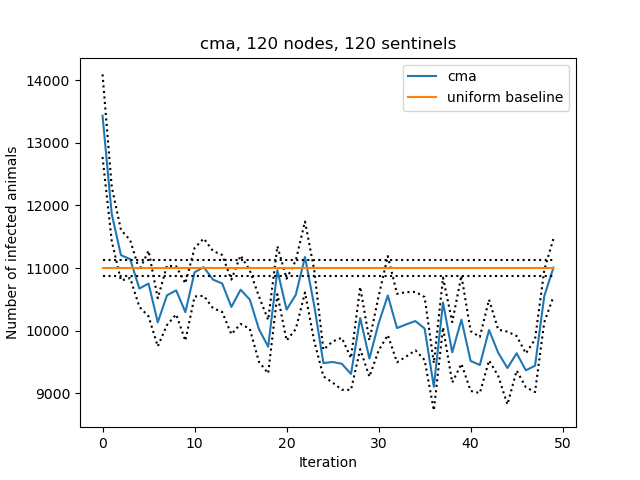 cma, 120 nodes, 120 sentinels
cma
uniform baseline
14000
13000
12000
11000
10000
9000
Number of infected animals
0
10
20
30
40
50
Iteration